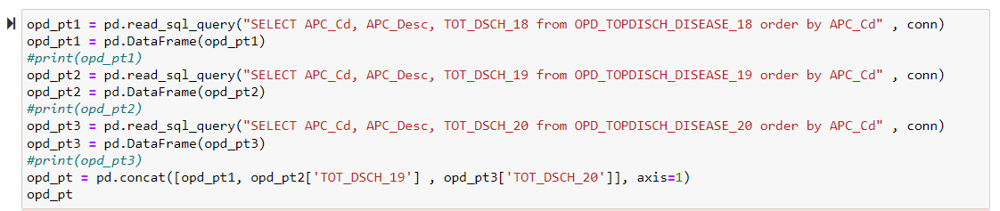 opd_pt1 = pd.read_sql_query("SELECT APC_Cd, APC_Desc, TOT_DSCH_18 from OPD_TOPDISCH_DISEASE_18 order by APC_Cd" , conn)
opd_pt1 = pd.DataFrame(opd_pt1)
#print(opd_pt1)
opd_pt2 = pd.read_sql_query("SELECT APC_Cd, APC_Desc, TOT_DSCH_19 from OPD_TOPDISCH_DISEASE_19 order by APC_Cd" , conn)
opd_pt2 = pd.DataFrame(opd_pt2)
#print(opd_pt2)
opd_pt3 = pd.read_sql_query("SELECT APC_Cd, APC_Desc, TOT_DSCH_20 from OPD_TOPDISCH_DISEASE_20 order by APC_Cd" , conn)
opd_pt3 = pd.DataFrame(opd_pt3)
#print(opd_pt3)
opd_pt = pd.concat([opd_pt1, opd_pt2['TOT_DSCH_19'] , opd_pt3['TOT_DSCH_20']], axis=1)
opd_pt